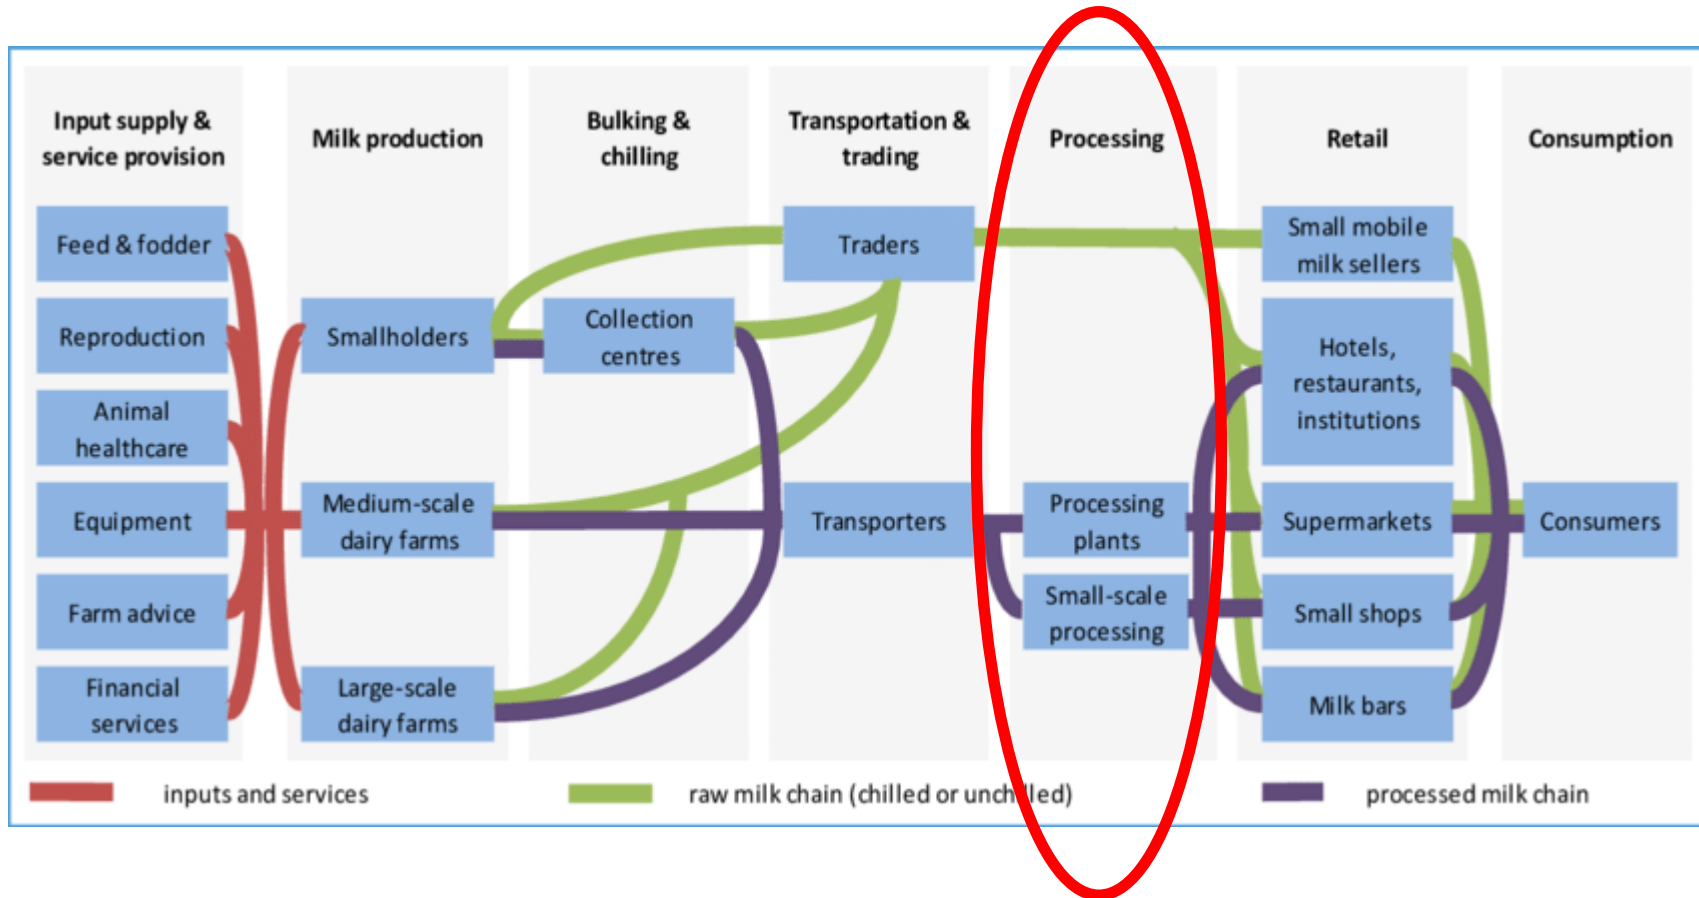 Input supply &
service provision
Milk production
Bulking &
chilling
Transportation &
trading
Processing
Retail
Consumption
Feed & fodder
Reproduction
Animal
healthcare
Equipment
Farm advice
Financial
services
Smallholders
Medium-scale
dairy farms
Large-scale
dairy farms
Collection
centres
Traders
Transporters
Processing
plants
Small-scale
processing
Small mobile
milk sellers
Hotels,
restaurants,
institutions
Supermarkets
Small shops
Milk bars
Consumers
inputs and services
raw milk chain (chilled or unchilled)
processed milk chain